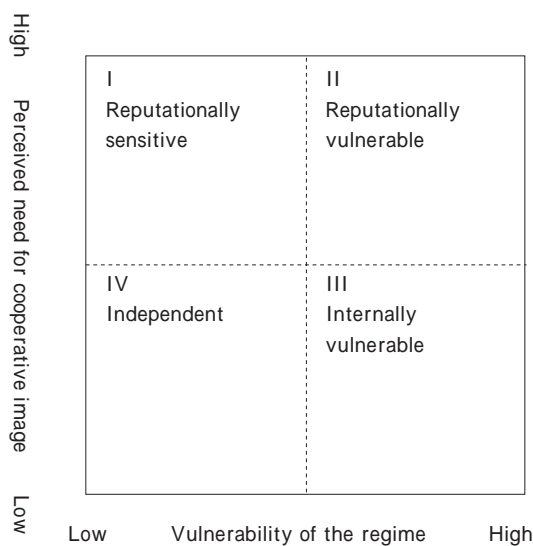 High
Perceived need for cooperative image
Low
I
Reputationally
sensitive
II
Reputationally
vulnerable
IV
Independent
III
Internally
vulnerable
Low Vulnerability of the regime High